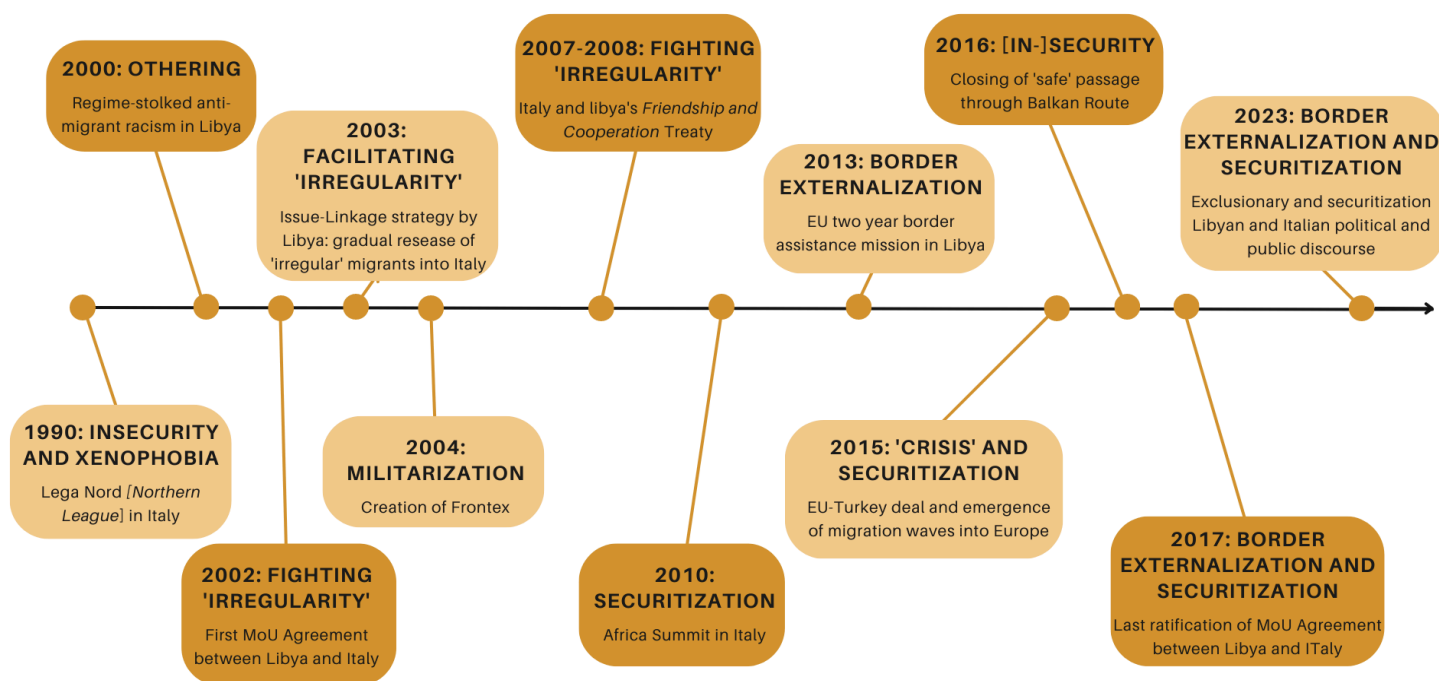 1990: INSECURITY
AND XENOPHOBIA
Lega Nord [Northern
League] in Italy
2000: OTHERING
Regime-stolked anti-
migrant racism in Libya
2002: FIGHTING
'IRREGULARITY'
First MoU Agreement
between Libya and Italy
2003:
FACILITATING
'IRREGULARITY'
Issue-Linkage strategy by
Libya: gradual resease of
'irregular' migrants into Italy
2004:
MILITARIZATION
Creation of Frontex
2007-2008: FIGHTING
'IRREGULARITY'
Italy and libya's Friendship and
Cooperation Treaty
2010:
SECURITIZATION
Africa Summit in Italy
2013: BORDER
EXTERNALIZATION
EU two year border
assistance mission in Libya
2015: 'CRISIS' AND
SECURITIZATION
EU-Turkey deal and emergence
of migration waves into Europe
2016: [IN-]SECURITY
Closing of 'safe' passage
through Balkan Route
2017: BORDER
EXTERNALIZATION AND
SECURITIZATION
Last ratification of MoU Agreement
between Libya and ITaly
2023: BORDER
EXTERNALIZATION AND
SECURITIZATION
Exclusionary and securitization
Libyan and Italian political and
public discourse